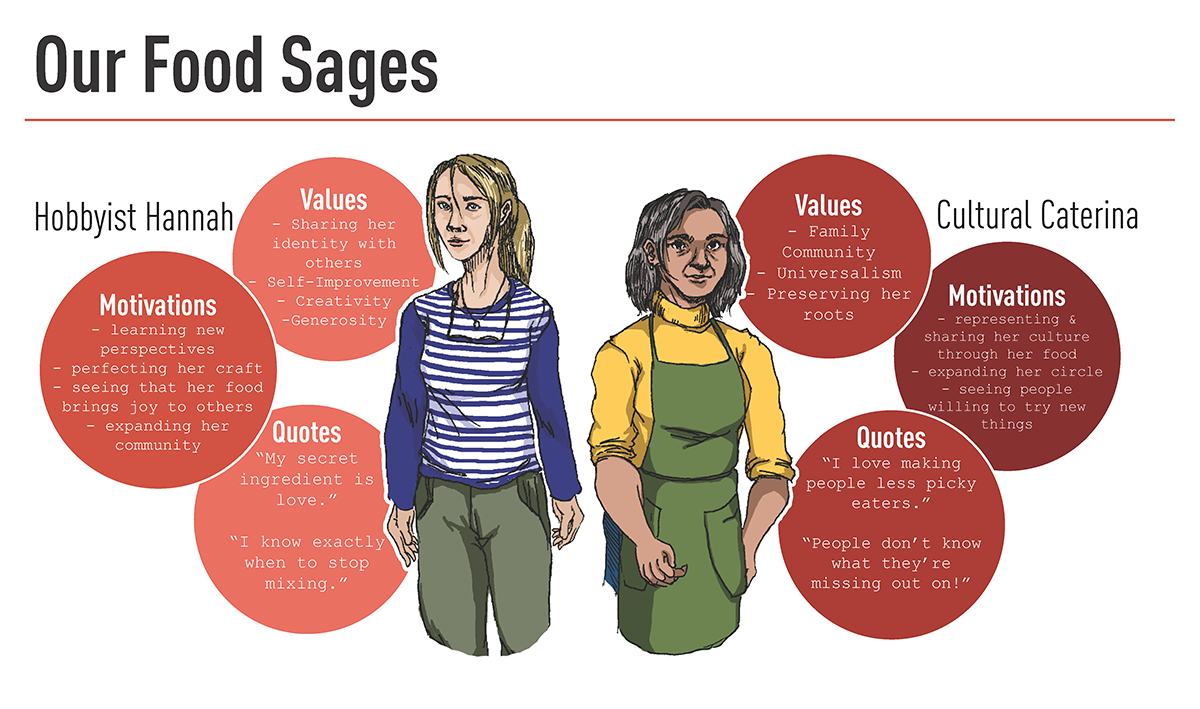 Our Food Sages
Hobbyist Hannah
Values
- Sharing her
identity with
others
- Self-Improvement
- Creativity
-Generosity
Motivations
- learning new
perspectives
- perfecting her craft
- seeing that her food
brings joy to others
- expanding her
community
Quotes
“My secret
ingredient is
love.”
“I know exactly
when to stop
mixing.”
Cultural Caterina
Values
- Family
Community
- Universalism
- Preserving her
roots
Motivations
- representing &
sharing her culture
through her food
- expanding her circle
- seeing people
willing to try new
things
Quotes
“I love making
people less picky
eaters.”
“People don’t know
what they’re
missing out on!”